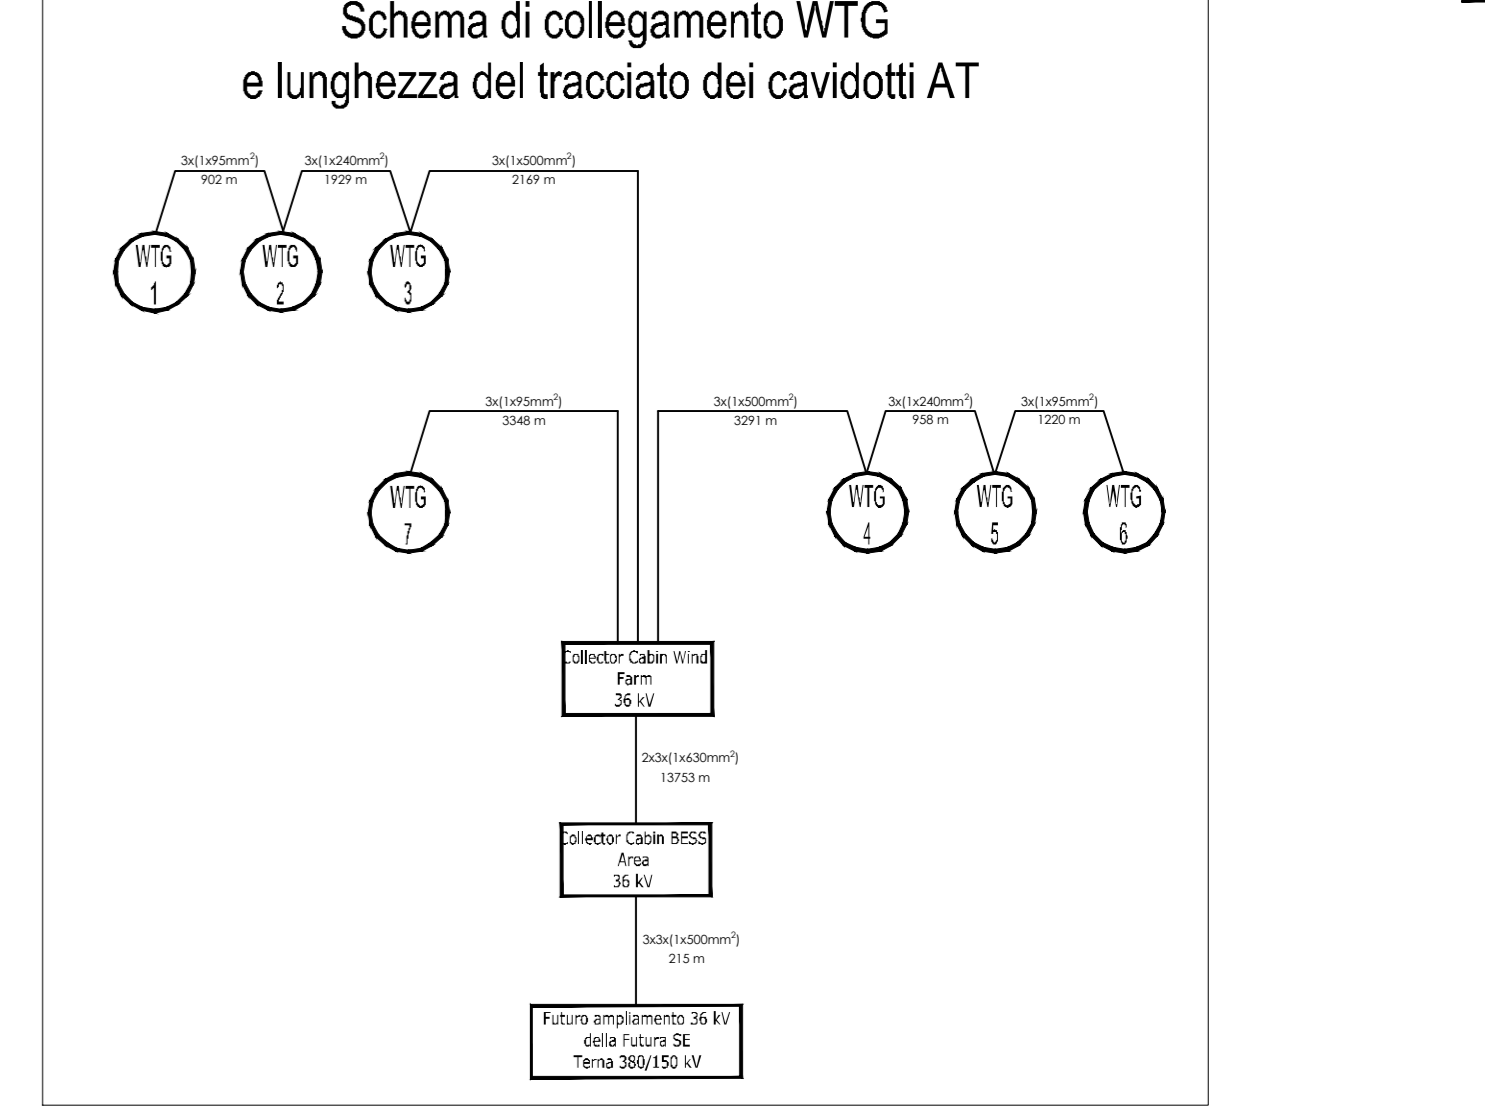 Schema di collegamento WTG
e lunghezza del tracciato dei cavidotti AT
3x(1x95mm²)
902 m
3x(1x240mm²)
1929 m
3x(1x500mm²)
2169 m
WTG
1
WTG
2
WTG
3
3x(1x95mm²)
3348 m
3x(1x500mm²)
3291 m
3x(1x240mm²)
958 m
3x(1x95mm²)
1220 m
WTG
7
WTG
4
WTG
5
WTG
6
Collector Cabin Wind
Farm
36 kV
2x3x(1x630mm²)
13753 m
Collector Cabin BESS
Area
36 kV
3x3x(1x500mm²)
215 m
Futuro ampliamento 36 kV
della Futura SE
Terna 380/150 kV